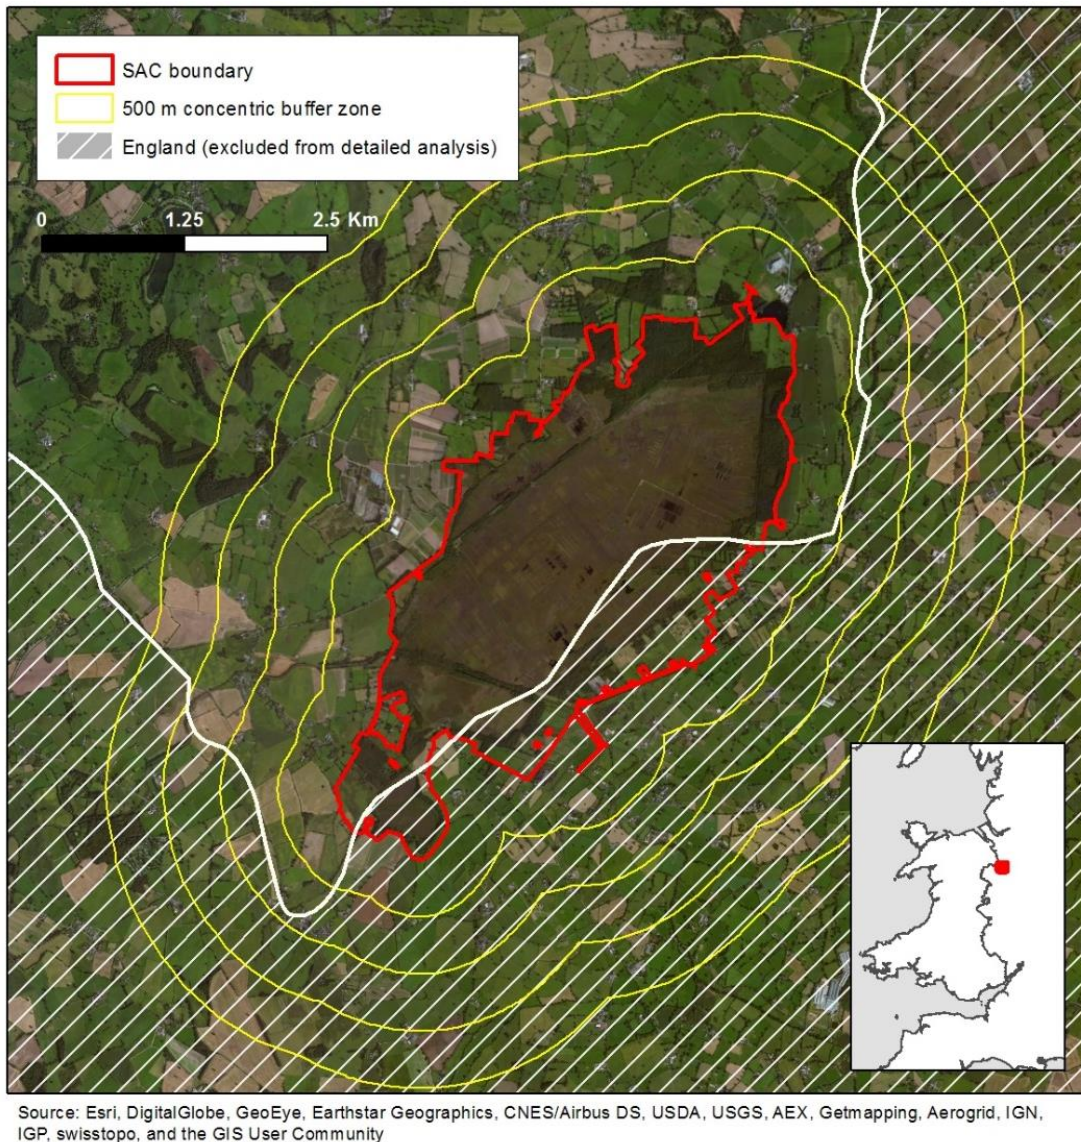 SAC boundary
500 m concentric buffer zone
England (excluded from detailed analysis)
0 1.25 2.5 Km
Source: Esri, DigitalGlobe, GeoEye, Earthstar Geographics, CNES/Airbus DS, USDA, USGS, AEX, Getmapping, Aerogrid, IGN,
IGP, swisstopo, and the GIS User Community